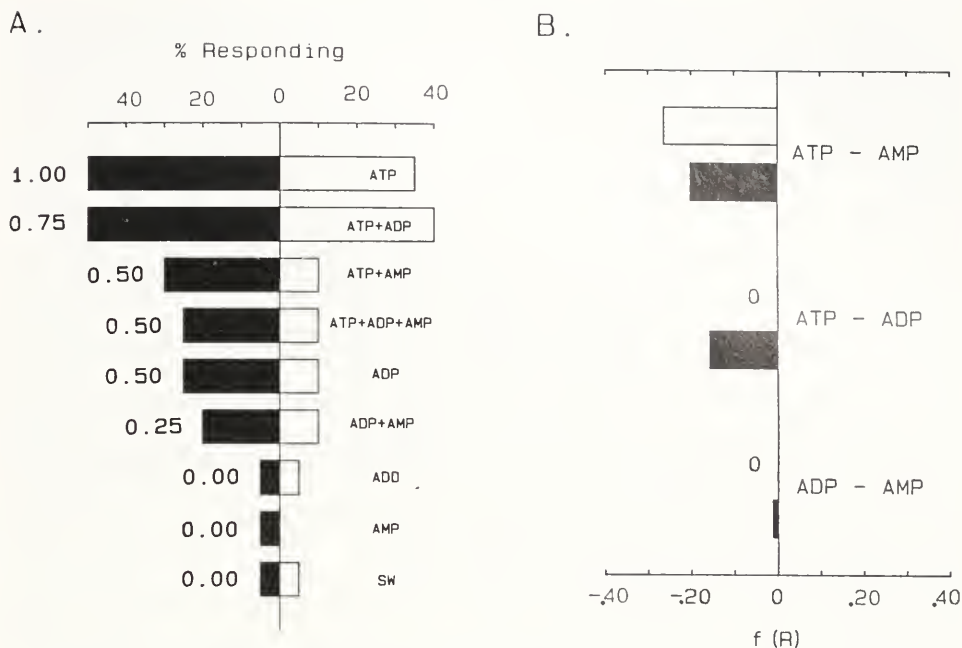 A.
% Responding
40 20 0 20 40
1.00 ATP
0.75 ATP+ADP
0.50 ATP+AMP
0.50 ATP+ADP+AMP
0.50 ADP
0.25 ADP+AMP
0.00 ADO
0.00 AMP
0.00 SW
B.
ATP - AMP
0
ATP - ADP
0
ADP - AMP
-.40 -.20 0 .20 .40
f (R)